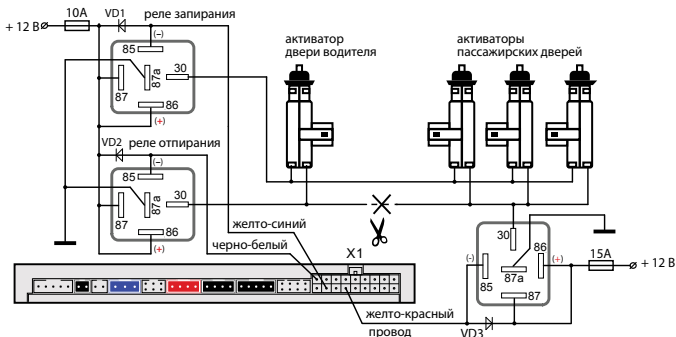 10A
VD1
реле запирания
+ 12 В
85
(–)
30
87a
87
86
(+)
VD2
реле отпирания
85
(–)
30
87a
87
86
(+)
активатор
двери водителя
активаторы
пассажирских дверей
желто-синий
черно-белый
X1
30
86
(-)
(+)
15A
+ 12 В
87a
85
87
желто-красный
провод
VD3